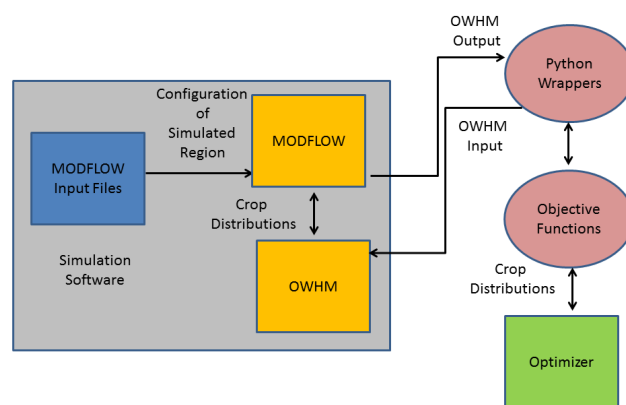 OWHM
Output
Python
Wrappers
Configuration
of
Simulated
Region
MODFLOW
OWHM
Input
MODFLOW
Input Files
Crop
Distributions
Objective
Functions
Simulation
Software
OWHM
Crop
Distributions
Optimizer